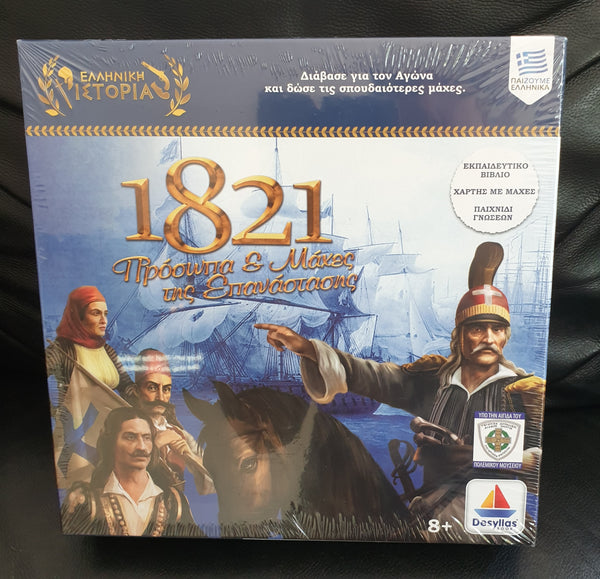 ΕΛΛΗΝΙΚΗ
ΙΣΤΟΡΙΑ
Διάβασε για τον Αγώνα
και δώσε τις σπουδαιότερες μάχες.
ΠΑΙΖΟΥΜΕ
ΕΛΛΗΝΙΚΑ
ΕΚΠΑΙΔΕΥΤΙΚΟ
ΒΙΒΛΙΟ
ΧΑΡΤΗΣ ΜΕ ΜΑΧΕΣ
ΠΑΙΧΝΙΔΙ
ΓΝΩΣΕΩΝ
1821
Πρόσωπα & Μάχες
της Επανάστασης
ΥΠΟ ΤΗΝ ΑΙΓΙΔΑ ΤΟΥ
ΠΟΛΕΜΙΚΟΥ ΜΟΥΣΕΙΟΥ
8+
Desyllas